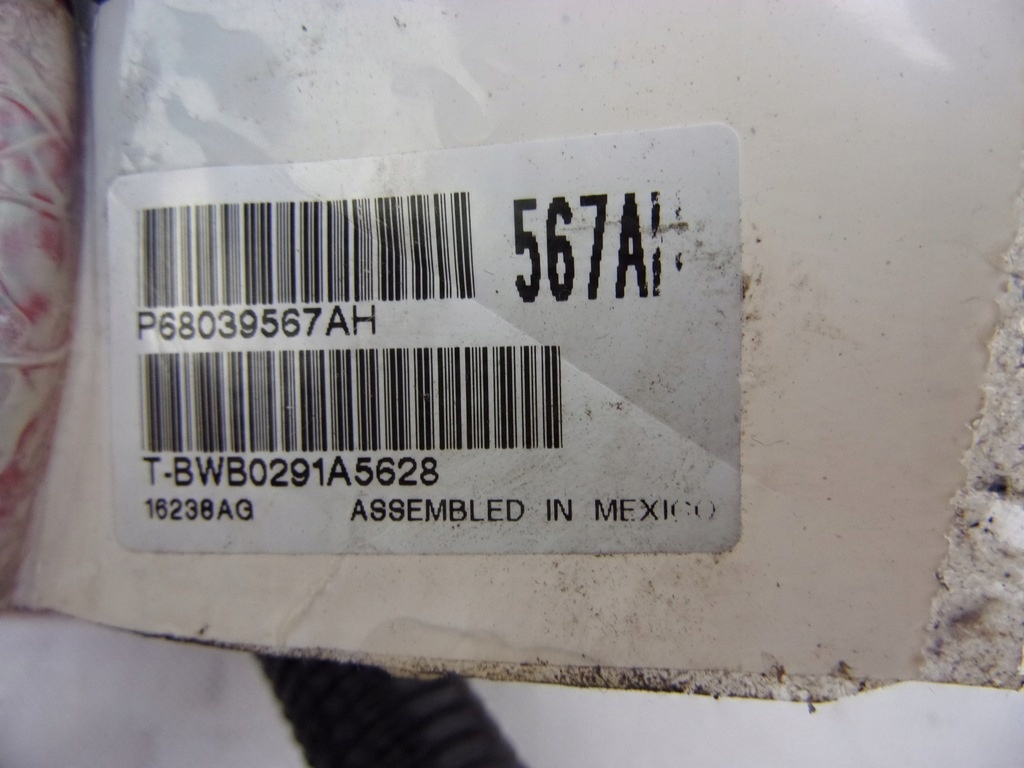 567A
P68039567AH
T-BWB0291A5628
16238AG ASSEMBLED IN MEXICO